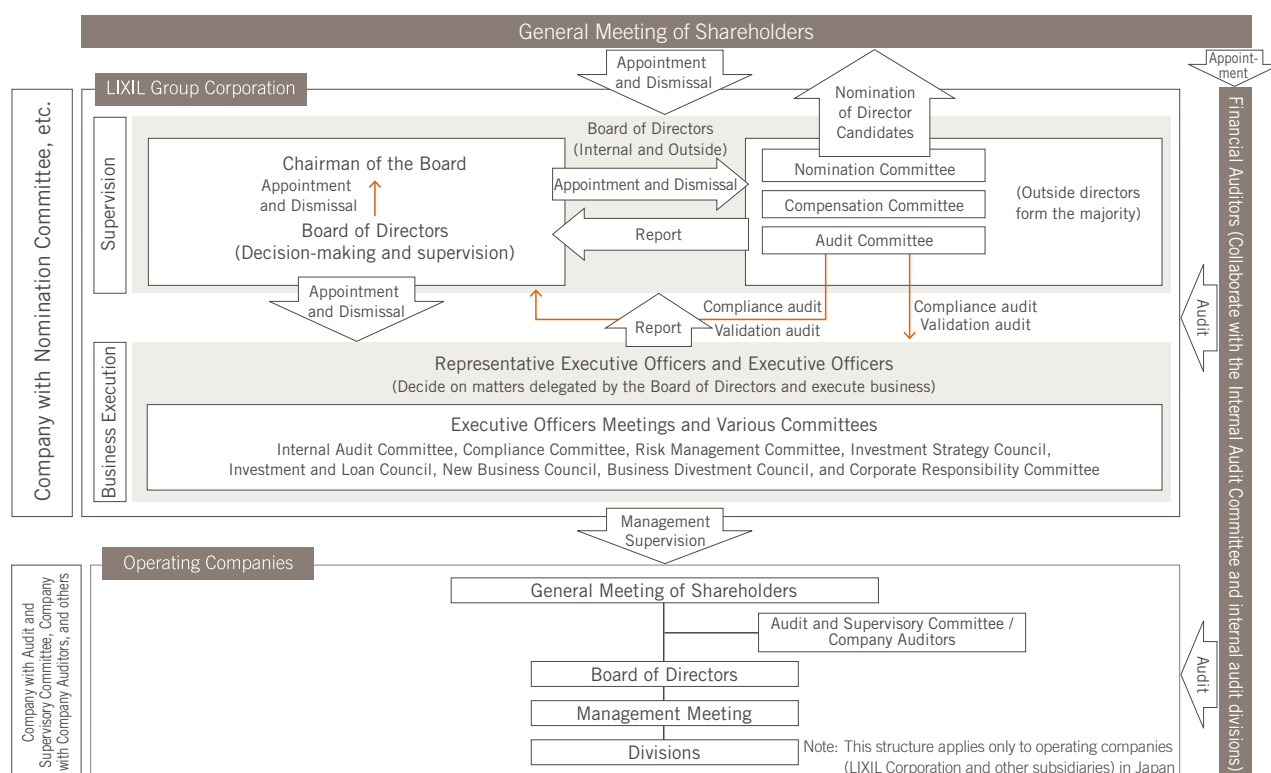 General Meeting of Shareholders
Appointment
and Dismissal
Nomination
of Director
Candidates
Appoint-
ment
LIXIL Group Corporation
Company with Nomination Committee, etc.
Supervision
Board of Directors
(Internal and Outside)
Chairman of the Board
Appointment
and Dismissal
Board of Directors
(Decision-making and supervision)
Appointment and Dismissal
Report
Nomination Committee
Compensation Committee
Audit Committee
(Outside directors
form the majority)
Appointment
and Dismissal
Report
Compliance audit
Validation audit
Compliance audit
Validation audit
Audit
Financial Auditors (Collaborate with the Internal Audit Committee and internal audit divisions)
Business Execution
Representative Executive Officers and Executive Officers
(Decide on matters delegated by the Board of Directors and execute business)
Executive Officers Meetings and Various Committees
Internal Audit Committee, Compliance Committee, Risk Management Committee, Investment Strategy Council,
Investment and Loan Council, New Business Council, Business Divestment Council, and Corporate Responsibility Committee
Management
Supervision
Operating Companies
Company with Audit and
Supervisory Committee, Company
with Company Auditors, and others
General Meeting of Shareholders
Audit and Supervisory Committee /
Company Auditors
Board of Directors
Management Meeting
Divisions
Audit
Note: This structure applies only to operating companies
(LIXIL Corporation and other subsidiaries) in Japan